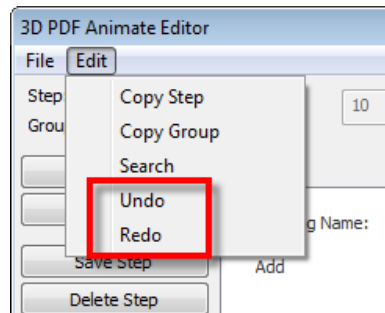 3D PDF Animate Editor
File Edit
Step
Copy Step
10
Grou
Copy Group
Search
Undo
g Name:
Redo
Save Step
Add
Delete Step